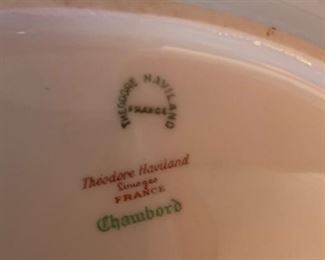 THEODORE HAVILAND
FRANCE
Théodore Haviland
Limoges
FRANCE
Chambord